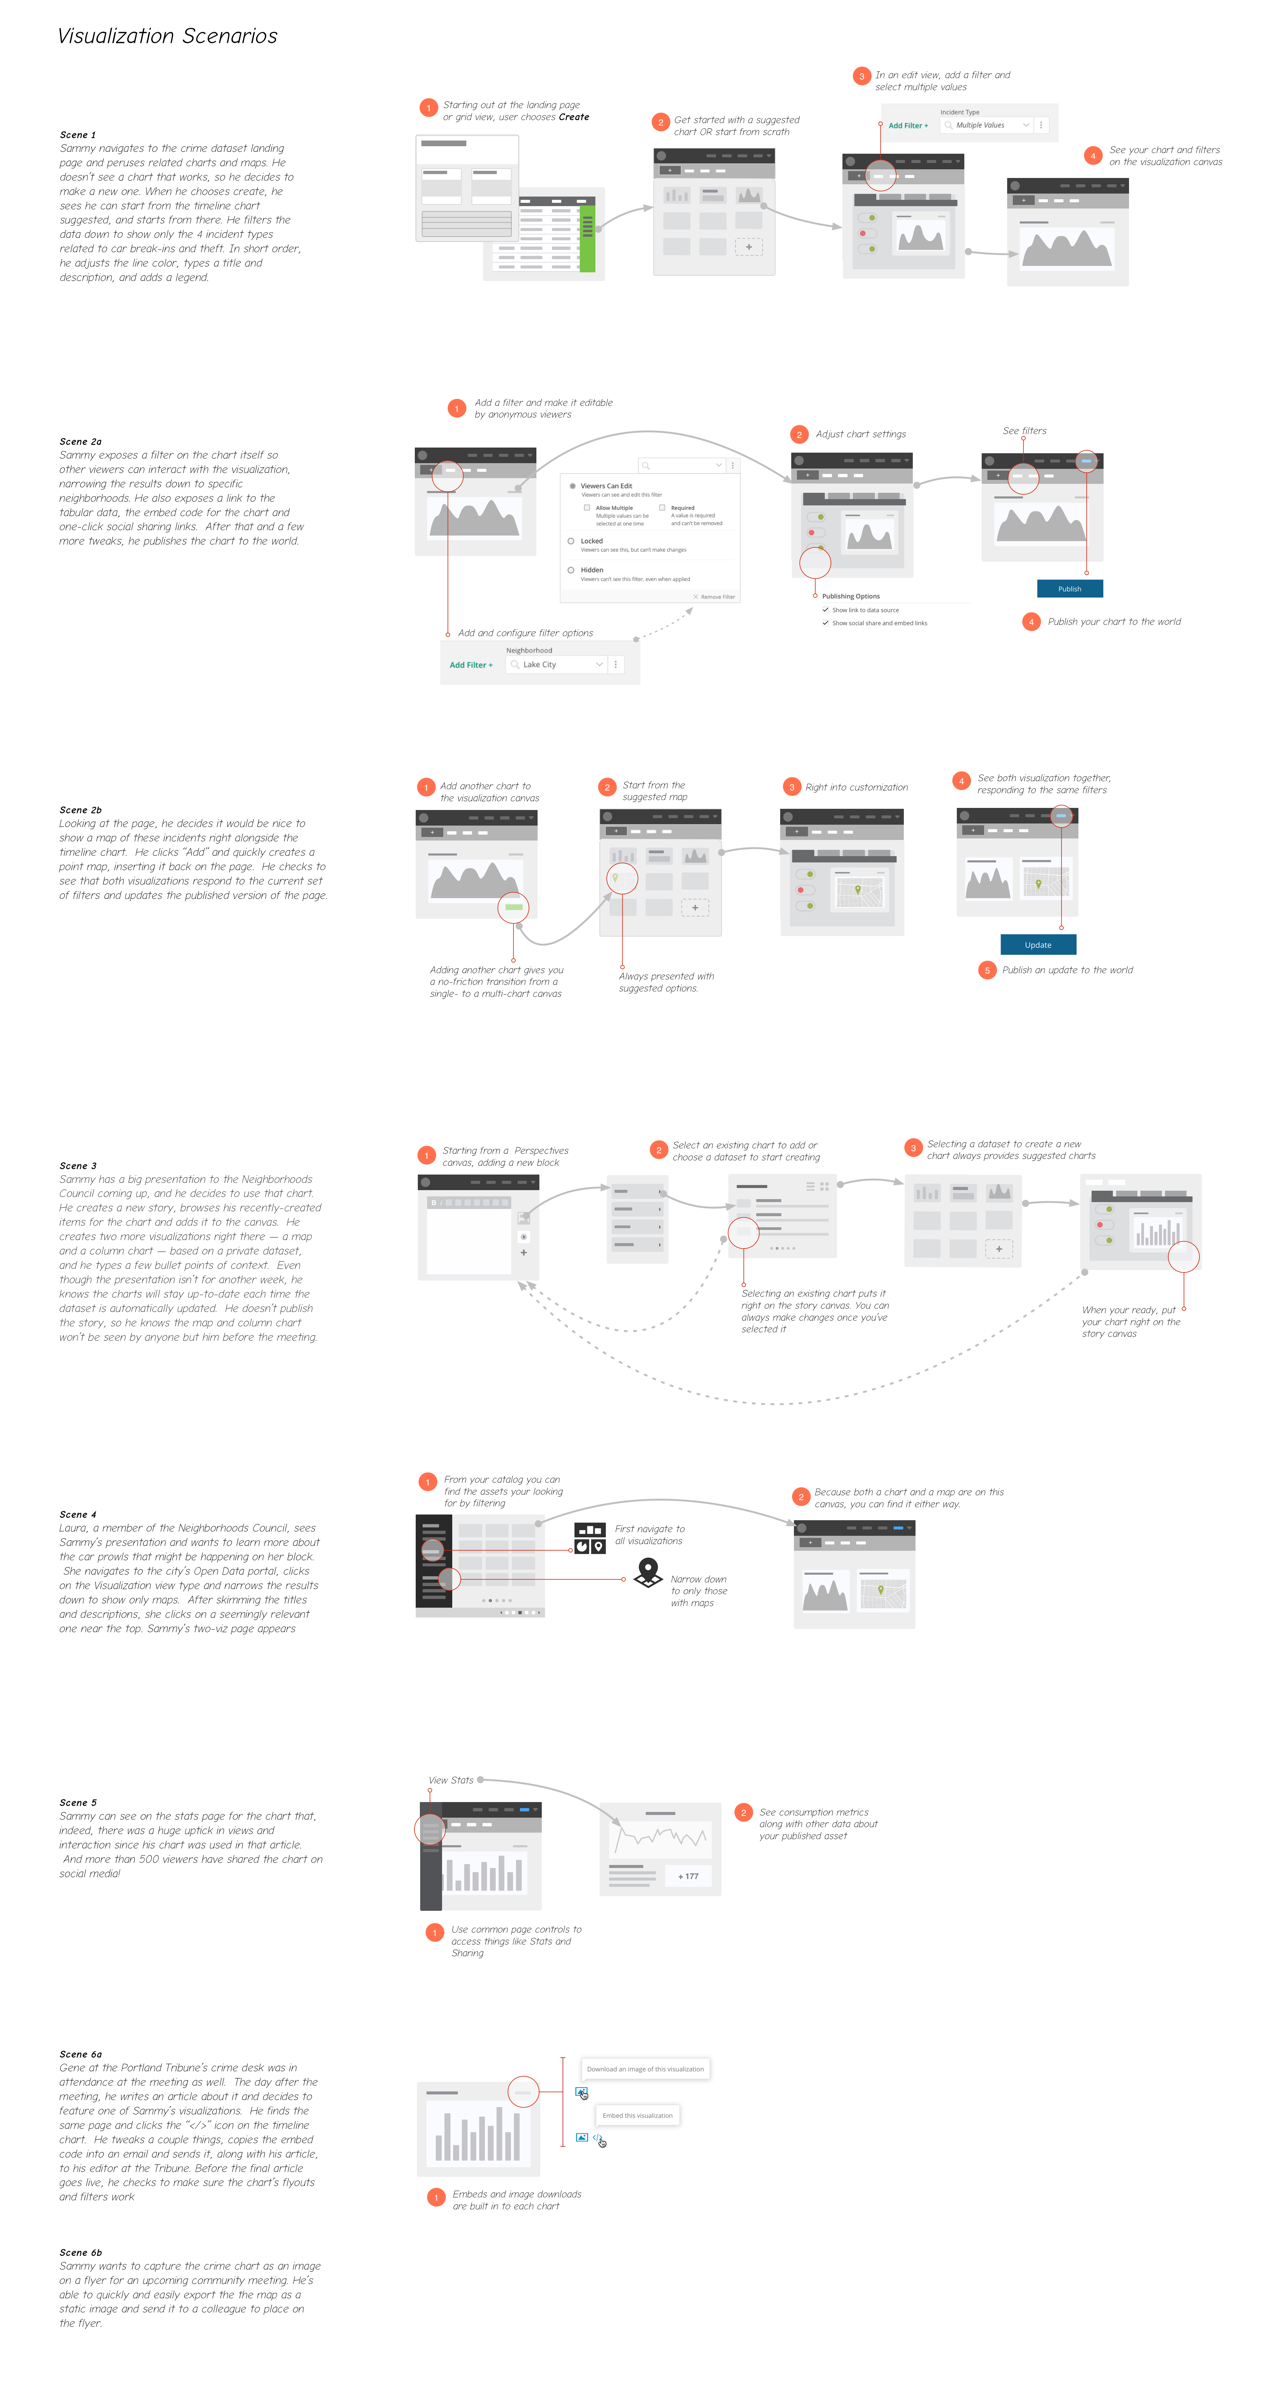 Visualization Scenarios
Scene 1
Sammy navigates to the crime dataset landing
page and peruses related charts and maps. He
doesn't see a chart that works, so he decides to
make a new one. When he chooses create, he
sees he can start from the timeline chart
suggested, and starts from there. He filters the
data down to show only the 4 incident types
related to car break-ins and theft. In short order,
he adjusts the line color, types a title and
description, and adds a legend.
1
Starting out at the landing page
or grid view, user chooses Create
2
Get started with a suggested
chart OR start from scrath
3
In an edit view, add a filter and
select multiple values
Incident Type
Add Filter +
Multiple Values
4
See your chart and filters
on the visualization canvas
Scene 2a
Sammy exposes a filter on the chart itself so
other viewers can interact with the visualization,
narrowing the results down to specific
neighborhoods. He also exposes a link to the
tabular data, the embed code for the chart and
one-click social sharing links.  After that and a few
more tweaks, he publishes the chart to the world.
1
Add a filter and make it editable
by anonymous viewers
Viewers Can Edit
Viewers can see and edit this filter
Allow Multiple
Multiple values can be
selected at one time
Required
A value is required
and can't be removed
Locked
Viewers can see this, but can't make changes
Hidden
Viewers can't see this filter, even when applied
Remove Filter
Add and configure filter options
Neighborhood
Add Filter +
Lake City
2
Adjust chart settings
Publishing Options
Show link to data source
Show social share and embed links
See filters
Publish
4
Publish your chart to the world
Scene 2b
Looking at the page, he decides it would be nice to
show a map of these incidents right alongside the
timeline chart.  He clicks "Add" and quickly creates a
point map, inserting it back on the page.  He checks to
see that both visualizations respond to the current set
of filters and updates the published version of the page.
1
Add another chart to
the visualization canvas
Adding another chart gives you
a no-friction transition from a
single- to a multi-chart canvas
2
Start from the
suggested map
Always presented with
suggested options.
3
Right into customization
4
See both visualization together,
responding to the same filters
Update
5
Publish an update to the world
Scene 3
Sammy has a big presentation to the Neighborhoods
Council coming up, and he decides to use that chart.
He creates a new story, browses his recently-created
items for the chart and adds it to the canvas.  He
creates two more visualizations right there — a map
and a column chart — based on a private dataset,
and he types a few bullet points of context.  Even
though the presentation isn't for another week, he
knows the charts will stay up-to-date each time the
dataset is automatically updated.  He doesn't publish
the story, so he knows the map and column chart
won't be seen by anyone but him before the meeting.
1
Starting from a  Perspectives
canvas, adding a new block
B I
2
Select an existing chart to add or
choose a dataset to start creating
Selecting an existing chart puts it
right on the story canvas. You can
always make changes once you've
selected it
3
Selecting a dataset to create a new
chart always provides suggested charts
When your ready, put
your chart right on the
story canvas
Scene 4
Laura, a member of the Neighborhoods Council, sees
Sammy's presentation and wants to learn more about
the car prowls that might be happening on her block.
She navigates to the city's Open Data portal, clicks
on the Visualization view type and narrows the results
down to show only maps.  After skimming the titles
and descriptions, she clicks on a seemingly relevant
one near the top. Sammy's two-viz page appears
1
From your catalog you can
find the assets your looking
for by filtering
First navigate to
all visualizations
Narrow down
to only those
with maps
2
Because both a chart and a map are on this
canvas, you can find it either way.
Scene 5
Sammy can see on the stats page for the chart that,
indeed, there was a huge uptick in views and
interaction since his chart was used in that article.
And more than 500 viewers have shared the chart on
social media!
View Stats
1
Use common page controls to
access things like Stats and
Sharing
+ 177
2
See consumption metrics
along with other data about
your published asset
Scene 6a
Gene at the Portland Tribune's crime desk was in
attendance at the meeting as well.  The day after the
meeting, he writes an article about it and decides to
feature one of Sammy's visualizations.  He finds the
same page and clicks the "</>" icon on the timeline
chart.  He tweaks a couple things, copies the embed
code into an email and sends it, along with his article,
to his editor at the Tribune. Before the final article
goes live, he checks to make sure the chart's flyouts
and filters work
Download an image of this visualization
Embed this visualization
1
Embeds and image downloads
are built in to each chart
Scene 6b
Sammy wants to capture the crime chart as an image
on a flyer for an upcoming community meeting. He's
able to quickly and easily export the the map as a
static image and send it to a colleague to place on
the flyer.